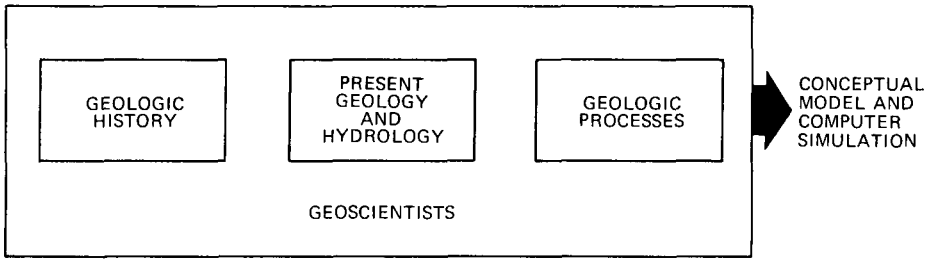 GEOLOGIC
HISTORY
PRESENT
GEOLOGY
AND
HYDROLOGY
GEOLOGIC
PROCESSES
CONCEPTUAL
MODEL AND
COMPUTER
SIMULATION
GEOSCIENTISTS